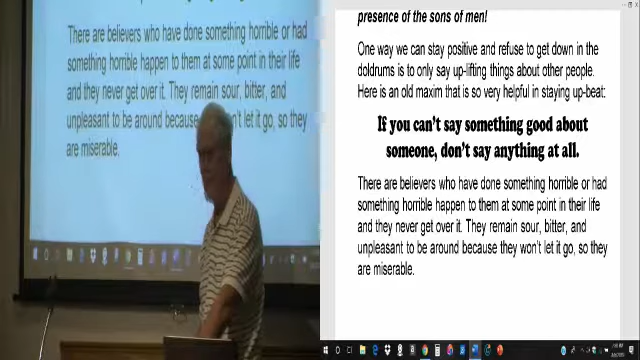 There are believers who have done something horrible or had
something horrible happen to them at some point in their life
and they never get over it. They remain sour, bitter, and
unpleasant to be around because won't let it go, so they
are miserable.
presence of the sons of men!
One way we can stay positive and refuse to get down in the
doldrums is to only say up-lifting things about other people.
Here is an old maxim that is so very helpful in staying up-beat:
If you can't say something good about
someone, don't say anything at all.
There are believers who have done something horrible or had
something horrible happen to them at some point in their life
and they never get over it. They remain sour, bitter, and
unpleasant to be around because they won't let it go, so they
are miserable.